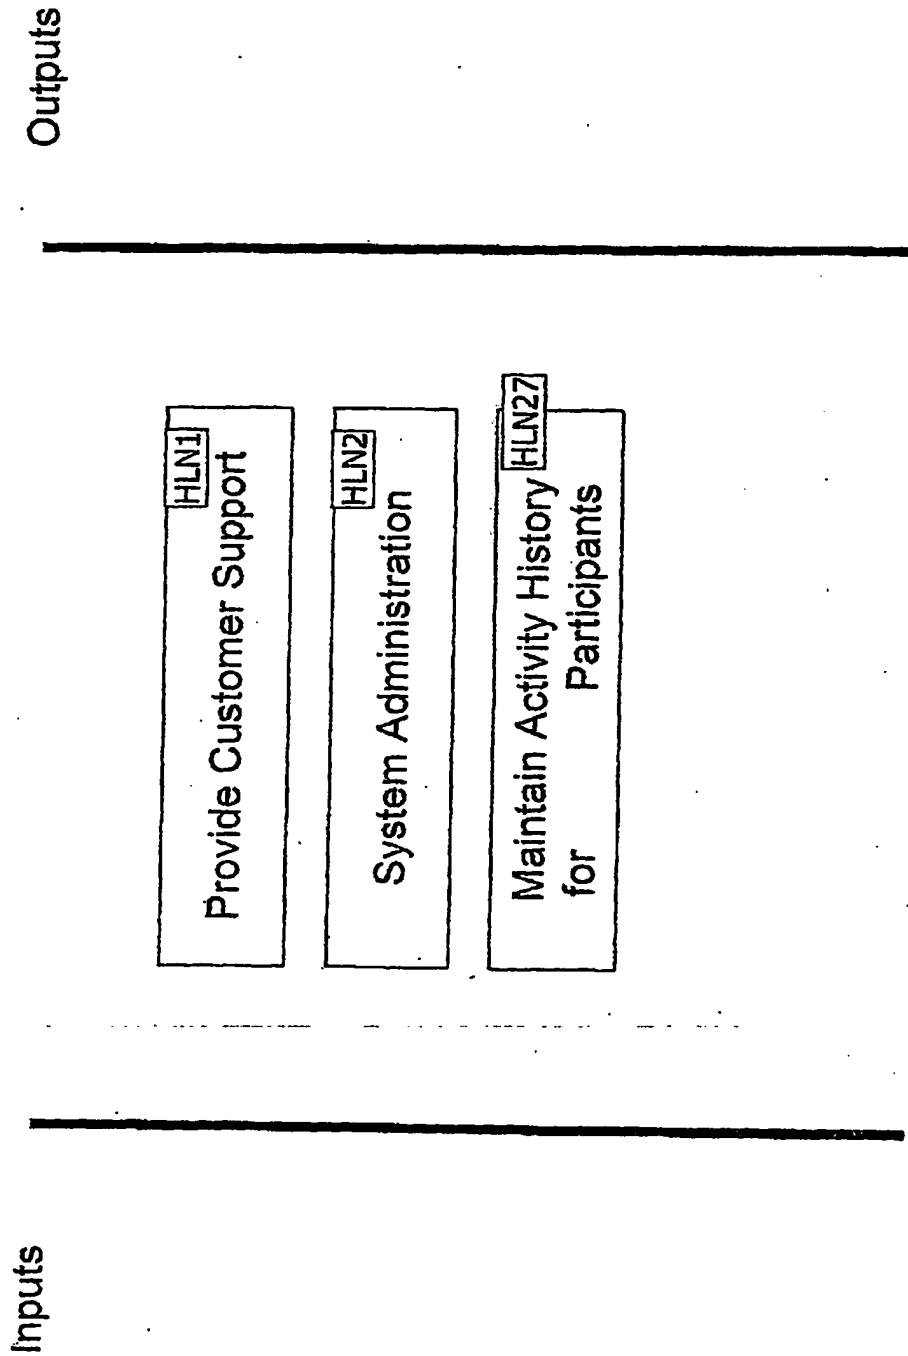 Inputs
Outputs
HLN1
Provide Customer Support
HLN2
System Administration
HLN27
Maintain Activity History
for Participants